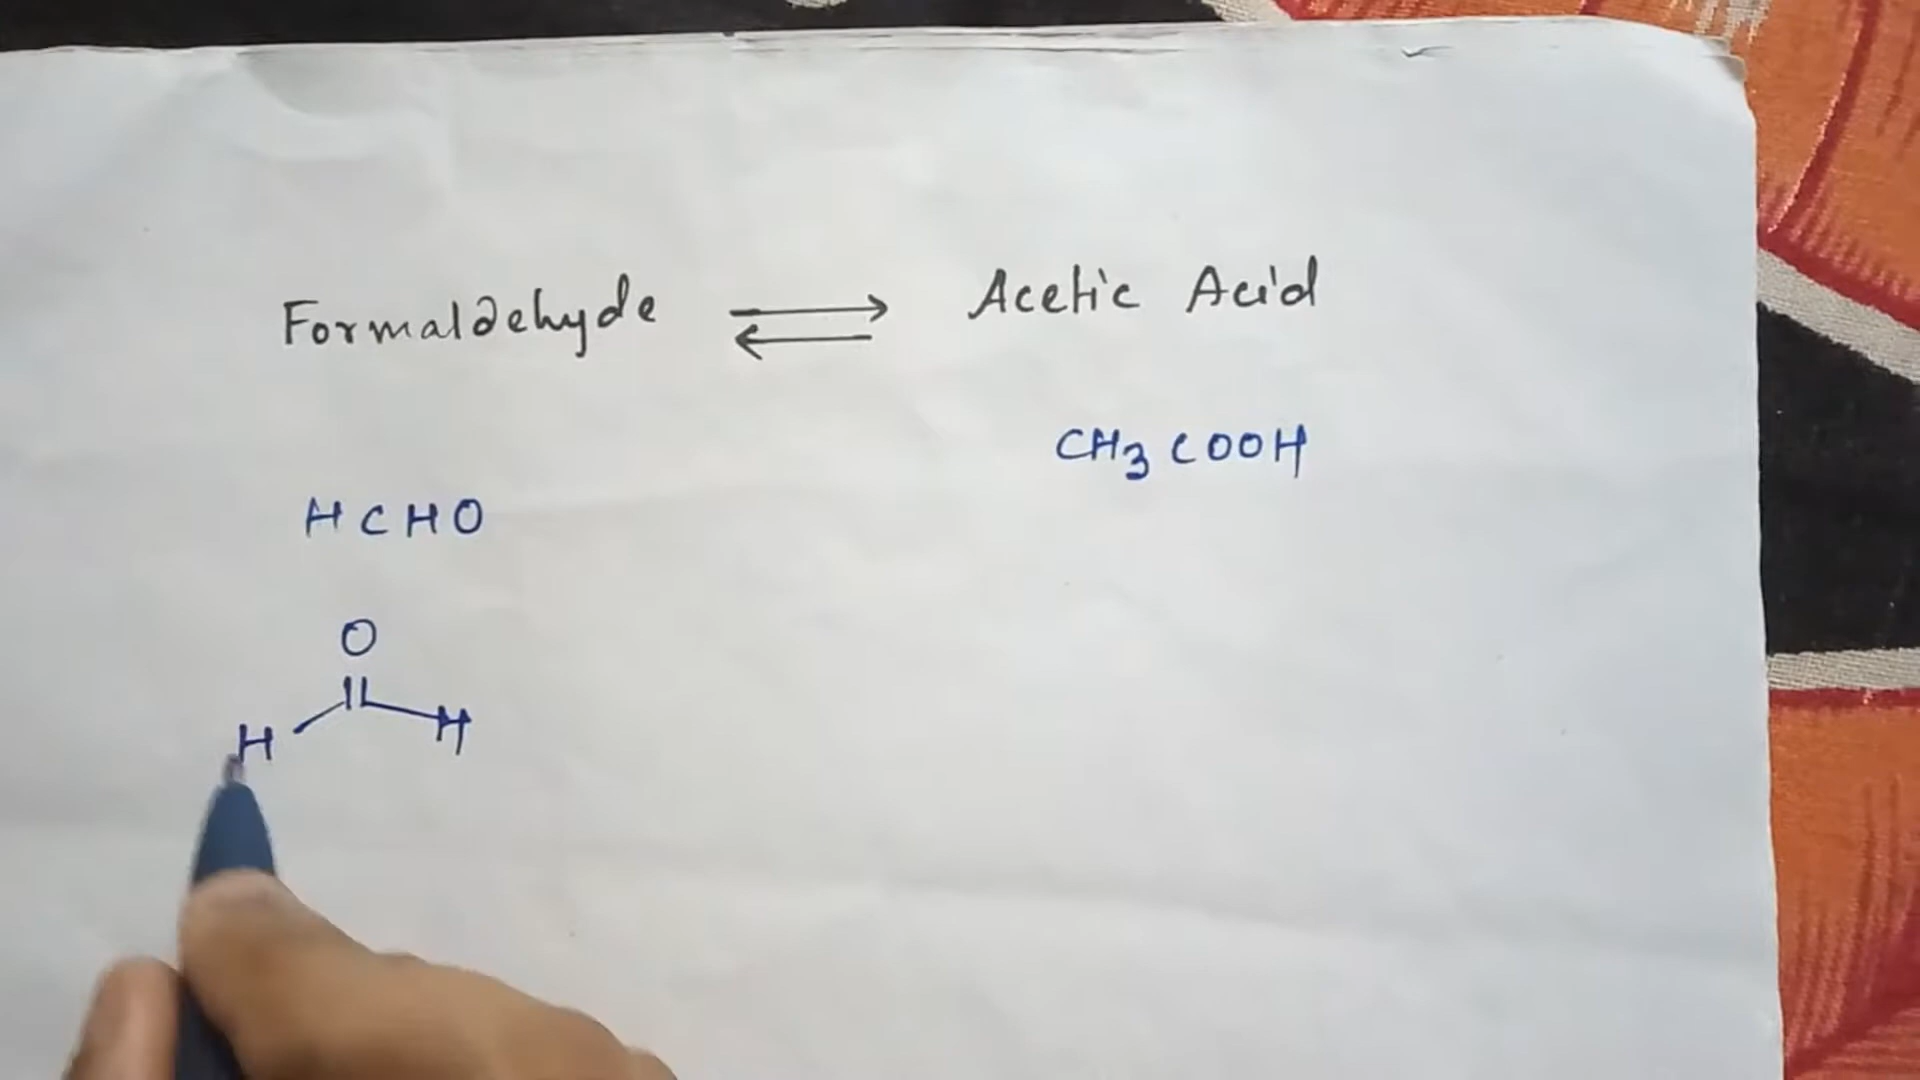 Formaldehyde ⇌ Acetic Acid
CH3COOH
HCHO
O
H H